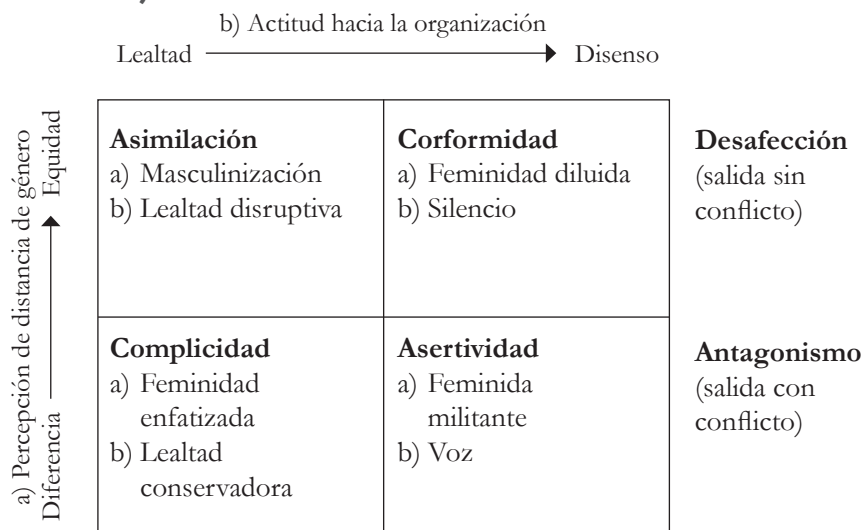 b) Actitud hacia la organización
Lealtad
Disenso
a) Percepción de distancia de género
Diferencia
Equidad
Asimilación
a) Masculinización
b) Lealtad disruptiva
Corformidad
a) Feminidad diluida
b) Silencio
Desafección
(salida sin
conflicto)
Complicidad
a) Feminidad
enfatizada
b) Lealtad
conservadora
Asertividad
a) Feminida
militante
b) Voz
Antagonismo
(salida con
conflicto)